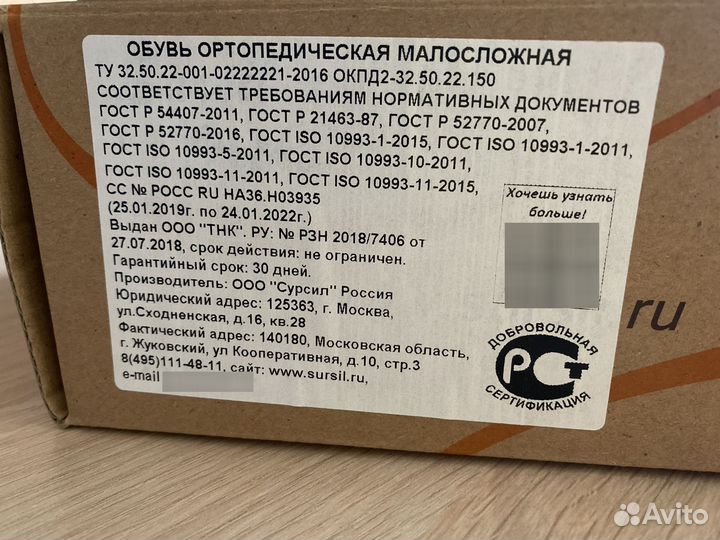 ОБУВЬ ОРТОПЕДИЧЕСКАЯ МАЛОСЛОЖНАЯ
ТУ 32.50.22-001-02222221-2016 ОКПД2-32.50.22.150
СООТВЕТСТВУЕТ ТРЕБОВАНИЯМ НОРМАТИВНЫХ ДОКУМЕНТОВ
ГОСТ Р 54407-2011, ГОСТ Р 21463-87, ГОСТ Р 52770-2007,
ГОСТ Р 52770-2016, ГОСТ ISO 10993-1-2015, ГОСТ ISO 10993-1-2011,
ГОСТ ISO 10993-5-2011, ГОСТ ISO 10993-10-2011,
ГОСТ ISO 10993-11-2011, ГОСТ ISO 10993-11-2015,
СС № РОСС RU НА36.Н03935
(25.01.2019г. по 24.01.2022г.)
Выдан ООО "ТНК". РУ: № РЗН 2018/7406 от
27.07.2018, срок действия: не ограничен.
Гарантийный срок: 30 дней.
Производитель: ООО "Сурсил" Россия
Юридический адрес: 125363, г. Москва,
ул.Сходненская, д.16, кв.28
Фактический адрес: 140180, Московская область,
г. Жуковский, ул Кооперативная, д.10, стр.3
8(495)111-48-11, сайт: www.sursil.ru,
e-mail
Хочешь узнать
больше!
ru
ДОБРОВОЛЬНАЯ
РСТ
СЕРТИФИКАЦИЯ
Avito